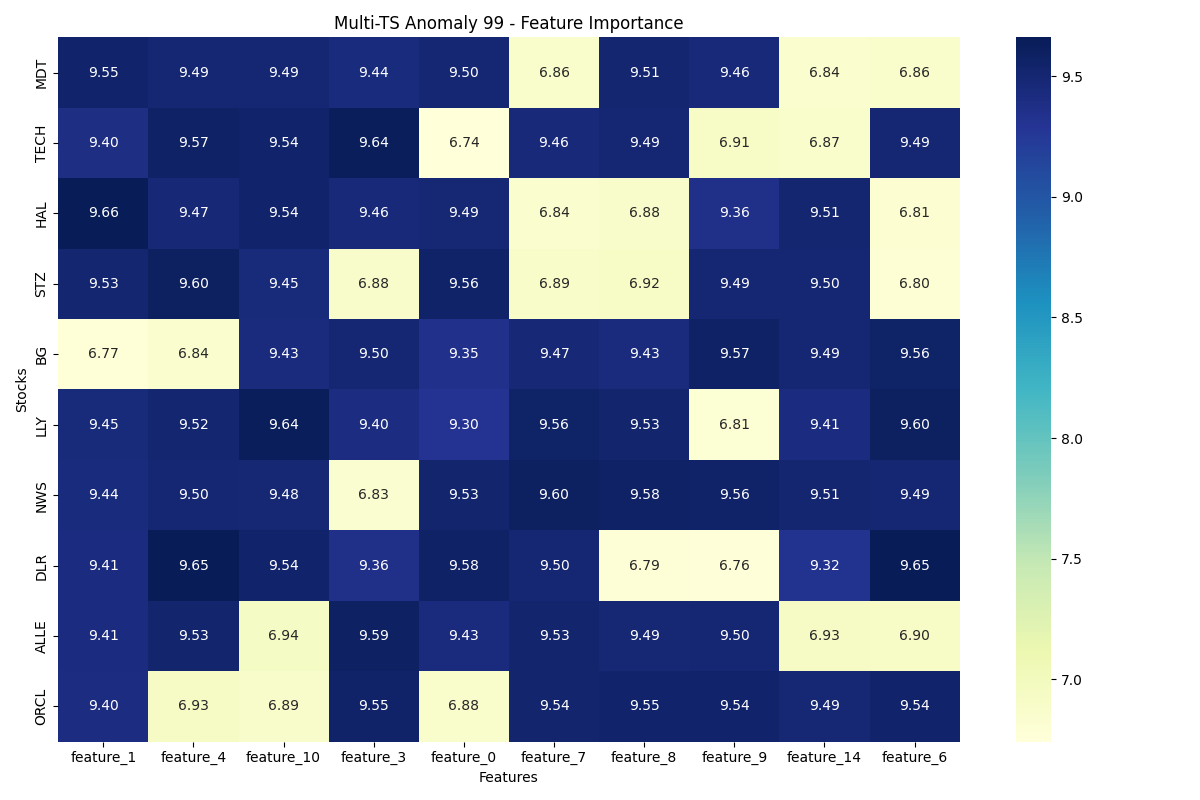 Multi-TS Anomaly 99 - Feature Importance
Stocks
MDT 9.55 9.49 9.49 9.44 9.50 6.86 9.51 9.46 6.84 6.86
TECH 9.40 9.57 9.54 9.64 6.74 9.46 9.49 6.91 6.87 9.49
HAL 9.66 9.47 9.54 9.46 9.49 6.84 6.88 9.36 9.51 6.81
STZ 9.53 9.60 9.45 6.88 9.56 6.89 6.92 9.49 9.50 6.80
BG 6.77 6.84 9.43 9.50 9.35 9.47 9.43 9.57 9.49 9.56
LLY 9.45 9.52 9.64 9.40 9.30 9.56 9.53 6.81 9.41 9.60
NWS 9.44 9.50 9.48 6.83 9.53 9.60 9.58 9.56 9.51 9.49
DLR 9.41 9.65 9.54 9.36 9.58 9.50 6.79 6.76 9.32 9.65
ALLE 9.41 9.53 6.94 9.59 9.43 9.53 9.49 9.50 6.93 6.90
ORCL 9.40 6.93 6.89 9.55 6.88 9.54 9.55 9.54 9.49 9.54
feature_1 feature_4 feature_10 feature_3 feature_0 feature_7 feature_8 feature_9 feature_14 feature_6
Features
9.5
9.0
8.5
8.0
7.5
7.0